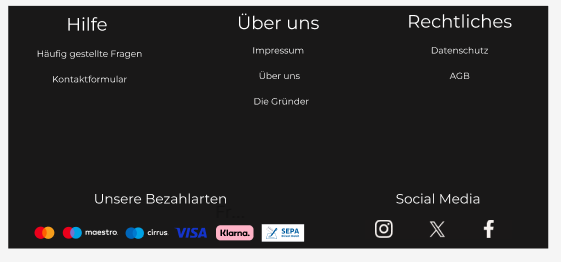 Hilfe
Häufig gestellte Fragen
Kontaktformular
Über uns
Impressum
Über uns
Die Gründer
Rechtliches
Datenschutz
AGB
Unsere Bezahlarten
maestro. cirrus. VISA Klarna. SEPA
Social Media